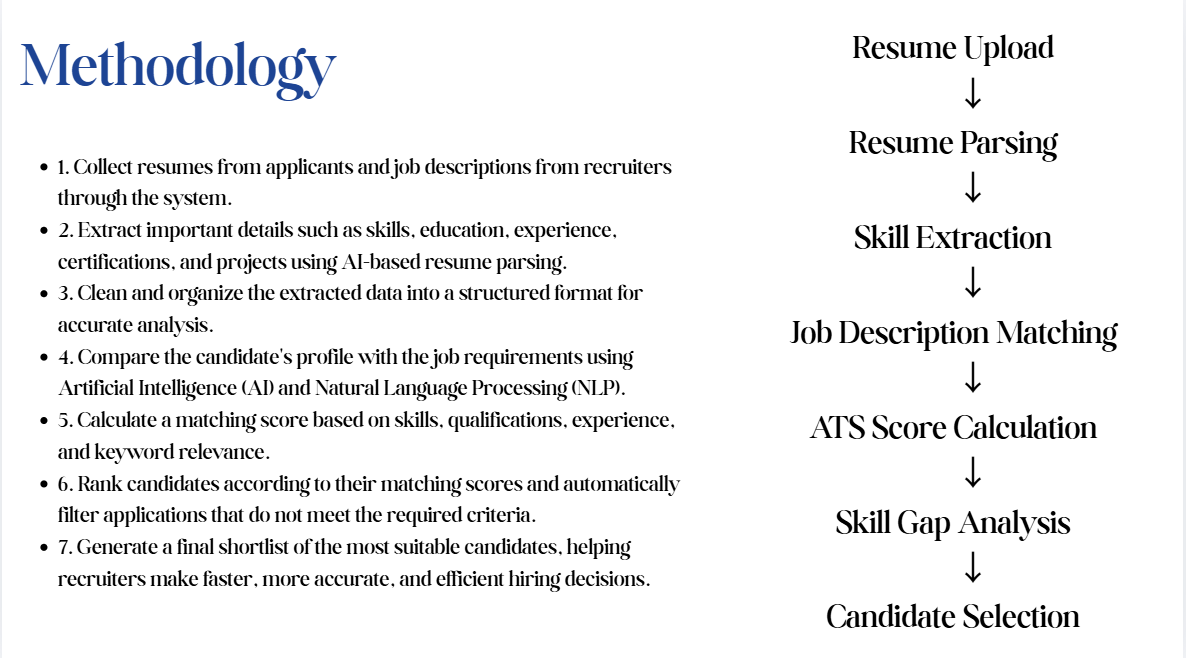 Methodology
• 1. Collect resumes from applicants and job descriptions from recruiters
through the system.
• 2. Extract important details such as skills, education, experience,
certifications, and projects using AI-based resume parsing.
• 3. Clean and organize the extracted data into a structured format for
accurate analysis.
• 4. Compare the candidate's profile with the job requirements using
Artificial Intelligence (AI) and Natural Language Processing (NLP).
• 5. Calculate a matching score based on skills, qualifications, experience,
and keyword relevance.
• 6. Rank candidates according to their matching scores and automatically
filter applications that do not meet the required criteria.
• 7. Generate a final shortlist of the most suitable candidates, helping
recruiters make faster, more accurate, and efficient hiring decisions.
Resume Upload
↓
Resume Parsing
↓
Skill Extraction
↓
Job Description Matching
↓
ATS Score Calculation
↓
Skill Gap Analysis
↓
Candidate Selection